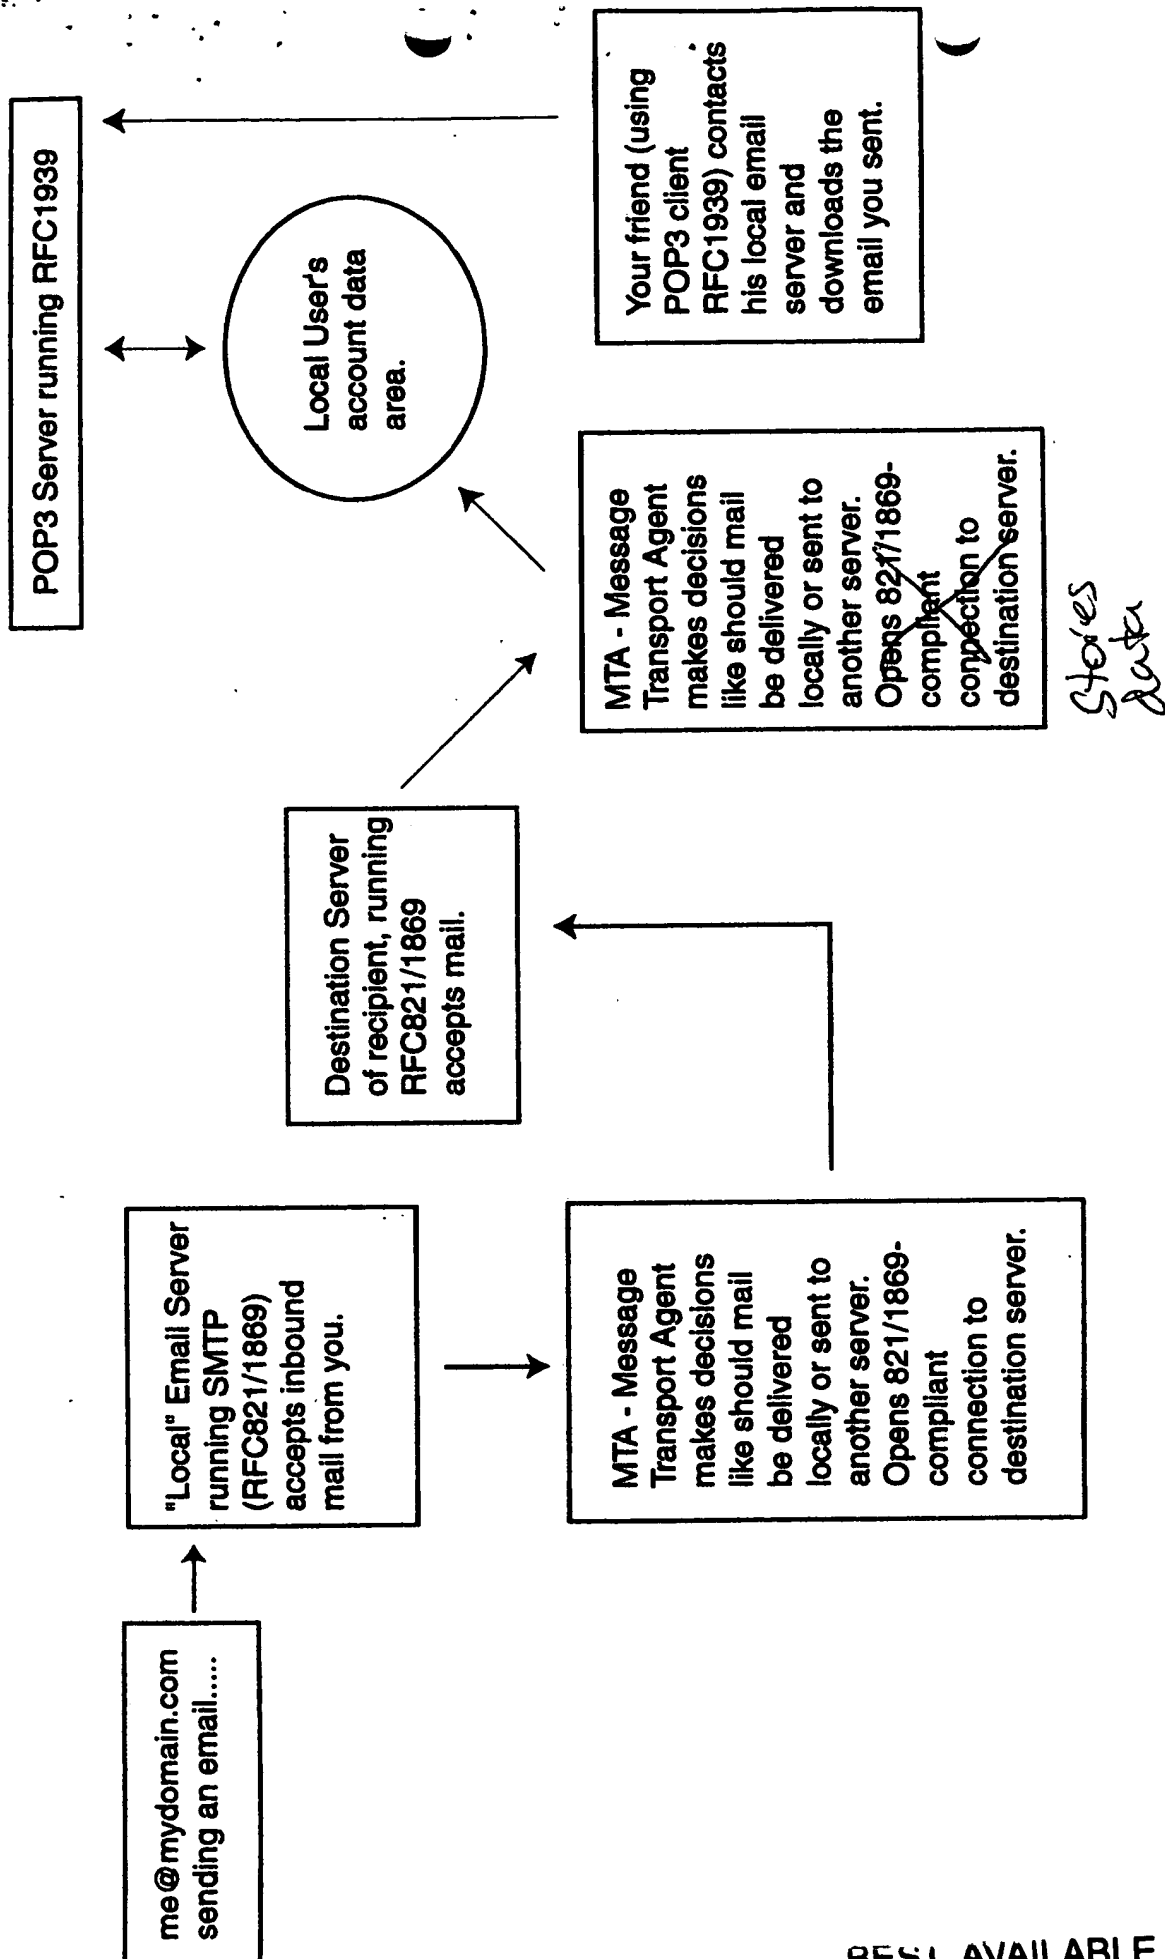 me@mydomain.com
sending an email.....
"Local" Email Server
running SMTP
(RFC821/1869)
accepts inbound
mail from you.
MTA - Message
Transport Agent
makes decisions
like should mail
be delivered
locally or sent to
another server.
Opens 821/1869-
compliant
connection to
destination server.
Destination Server
of recipient, running
RFC821/1869
accepts mail.
MTA - Message
Transport Agent
makes decisions
like should mail
be delivered
locally or sent to
another server.
Opens 821/1869-
compliant
connection to
destination server.
Stores
data
Local User's
account data
area.
POP3 Server running RFC1939
Your friend (using
POP3 client
RFC1939) contacts
his local email
server and
downloads the
email you sent.
BEST AVAILABLE